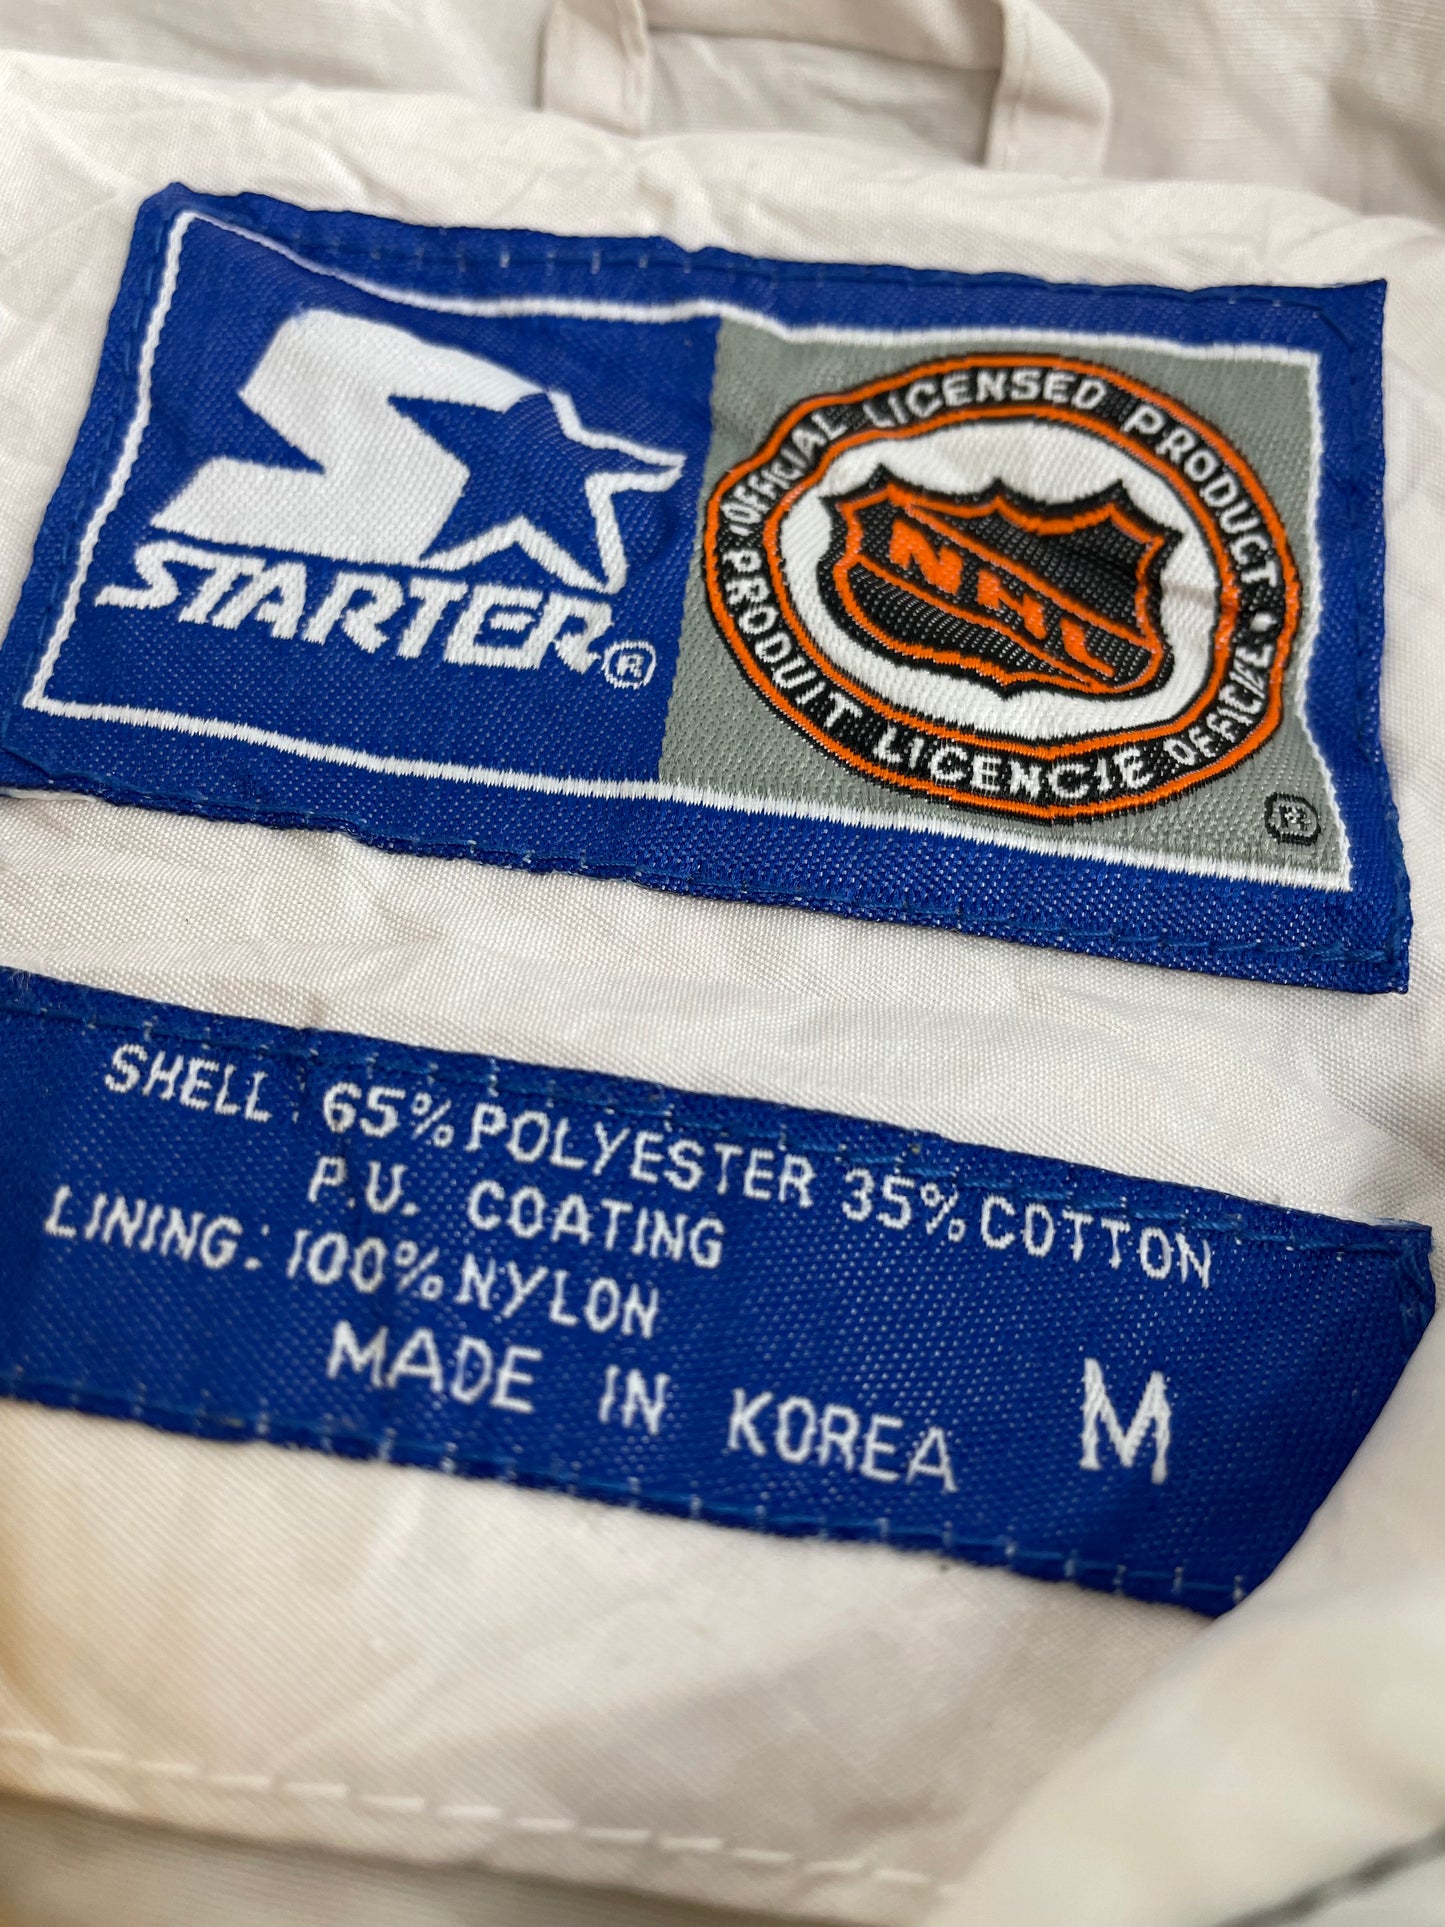 STARTER®
OFFICIAL LICENSED PRODUCT
NHL
PRODUIT LICENCIE OFFICIEL
®
SHELL: 65% POLYESTER 35% COTTON
P.U. COATING
LINING: 100% NYLON
MADE IN KOREA M